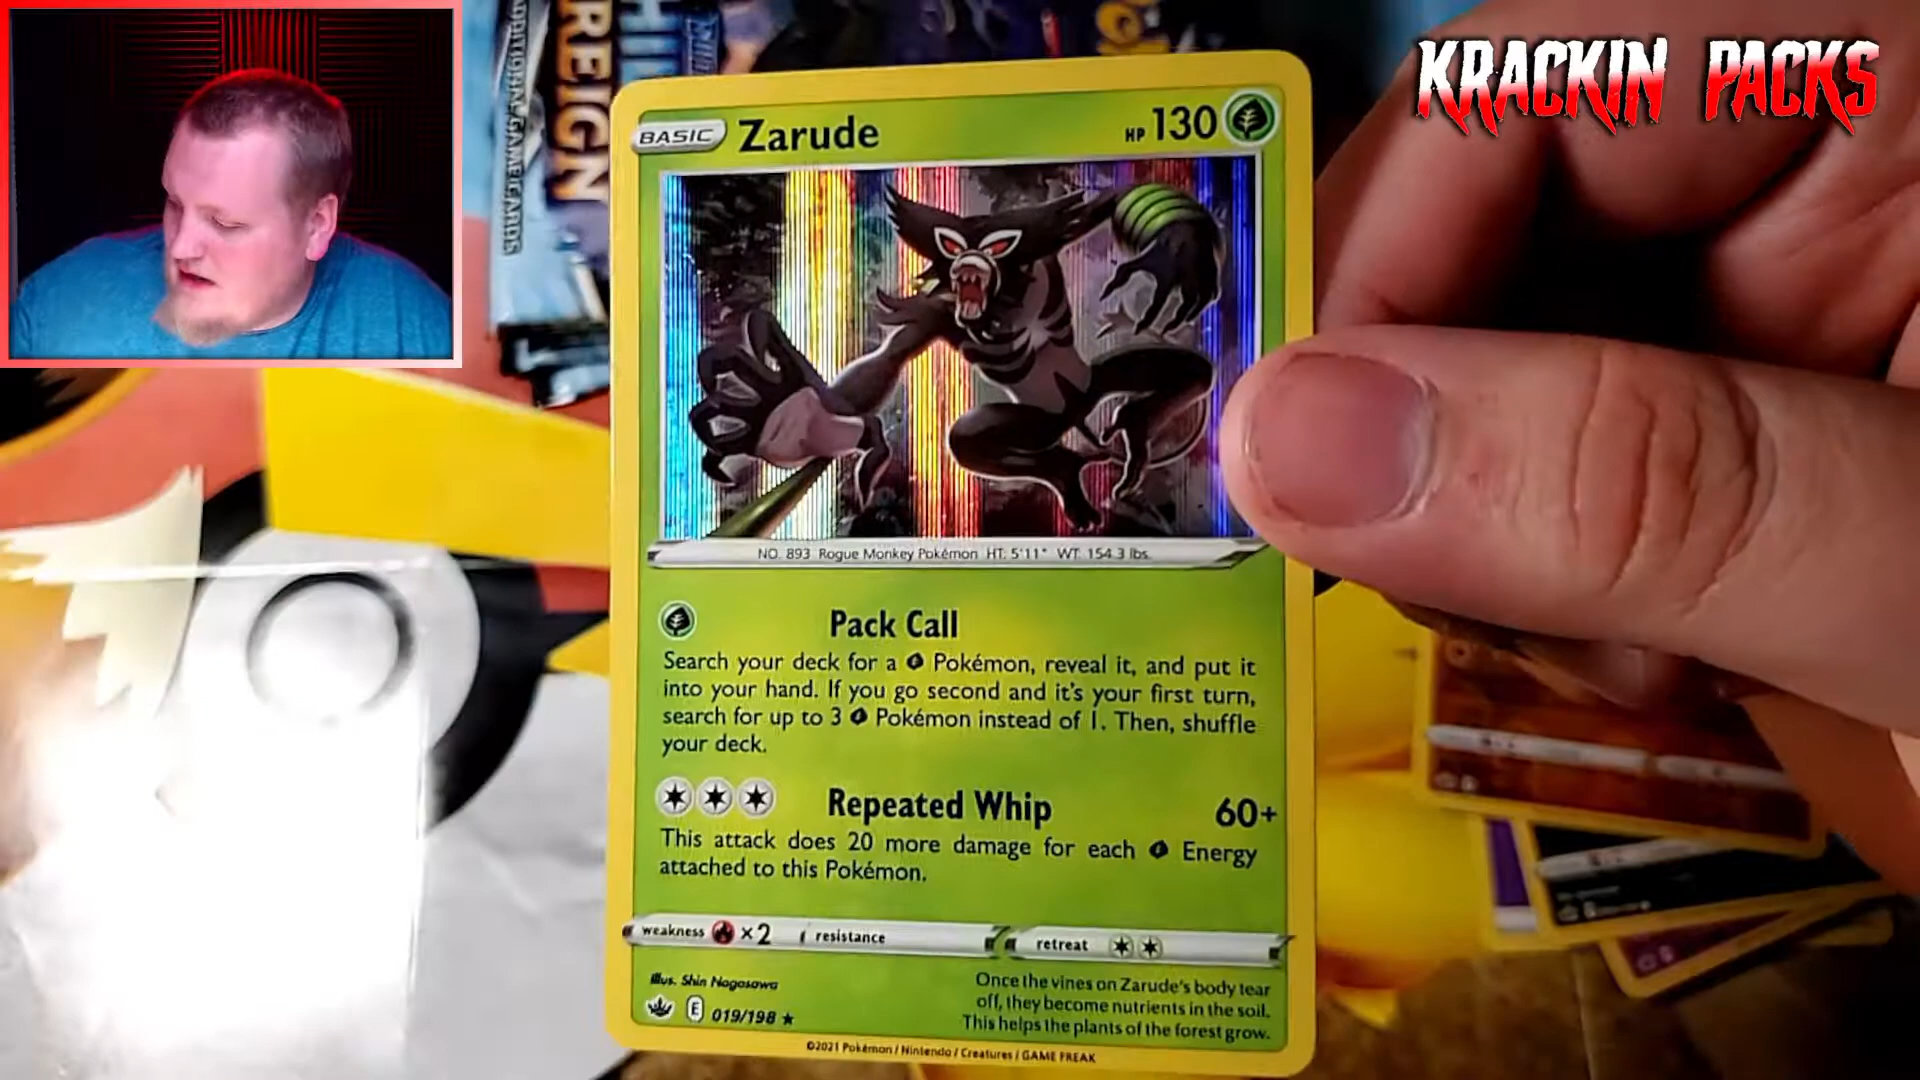 ADDITIONAL GAME CARDS
REIGN
KRACKIN PACKS
BASIC Zarude HP 130
NO. 893 Rogue Monkey Pokémon HT: 5'11" WT: 154.3 lbs.
Pack Call
Search your deck for a Pokémon, reveal it, and put it
into your hand. If you go second and it's your first turn,
search for up to 3 Pokémon instead of 1. Then, shuffle
your deck.
Repeated Whip 60+
This attack does 20 more damage for each Energy
attached to this Pokémon.
weakness ×2 resistance retreat
Illus. Shin Nagasawa
Once the vines on Zarude's body tear
off, they become nutrients in the soil.
This helps the plants of the forest grow.
E 019/198 ★
©2021 Pokémon / Nintendo / Creatures / GAME FREAK